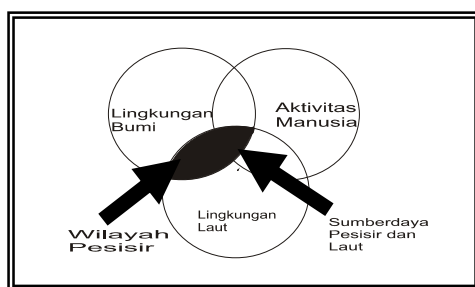 Lingkungan
Bumi
Aktivitas
Manusia
Lingkungan
Laut
Wilayah
Pesisir
Sumberdaya
Pesisir dan
Laut